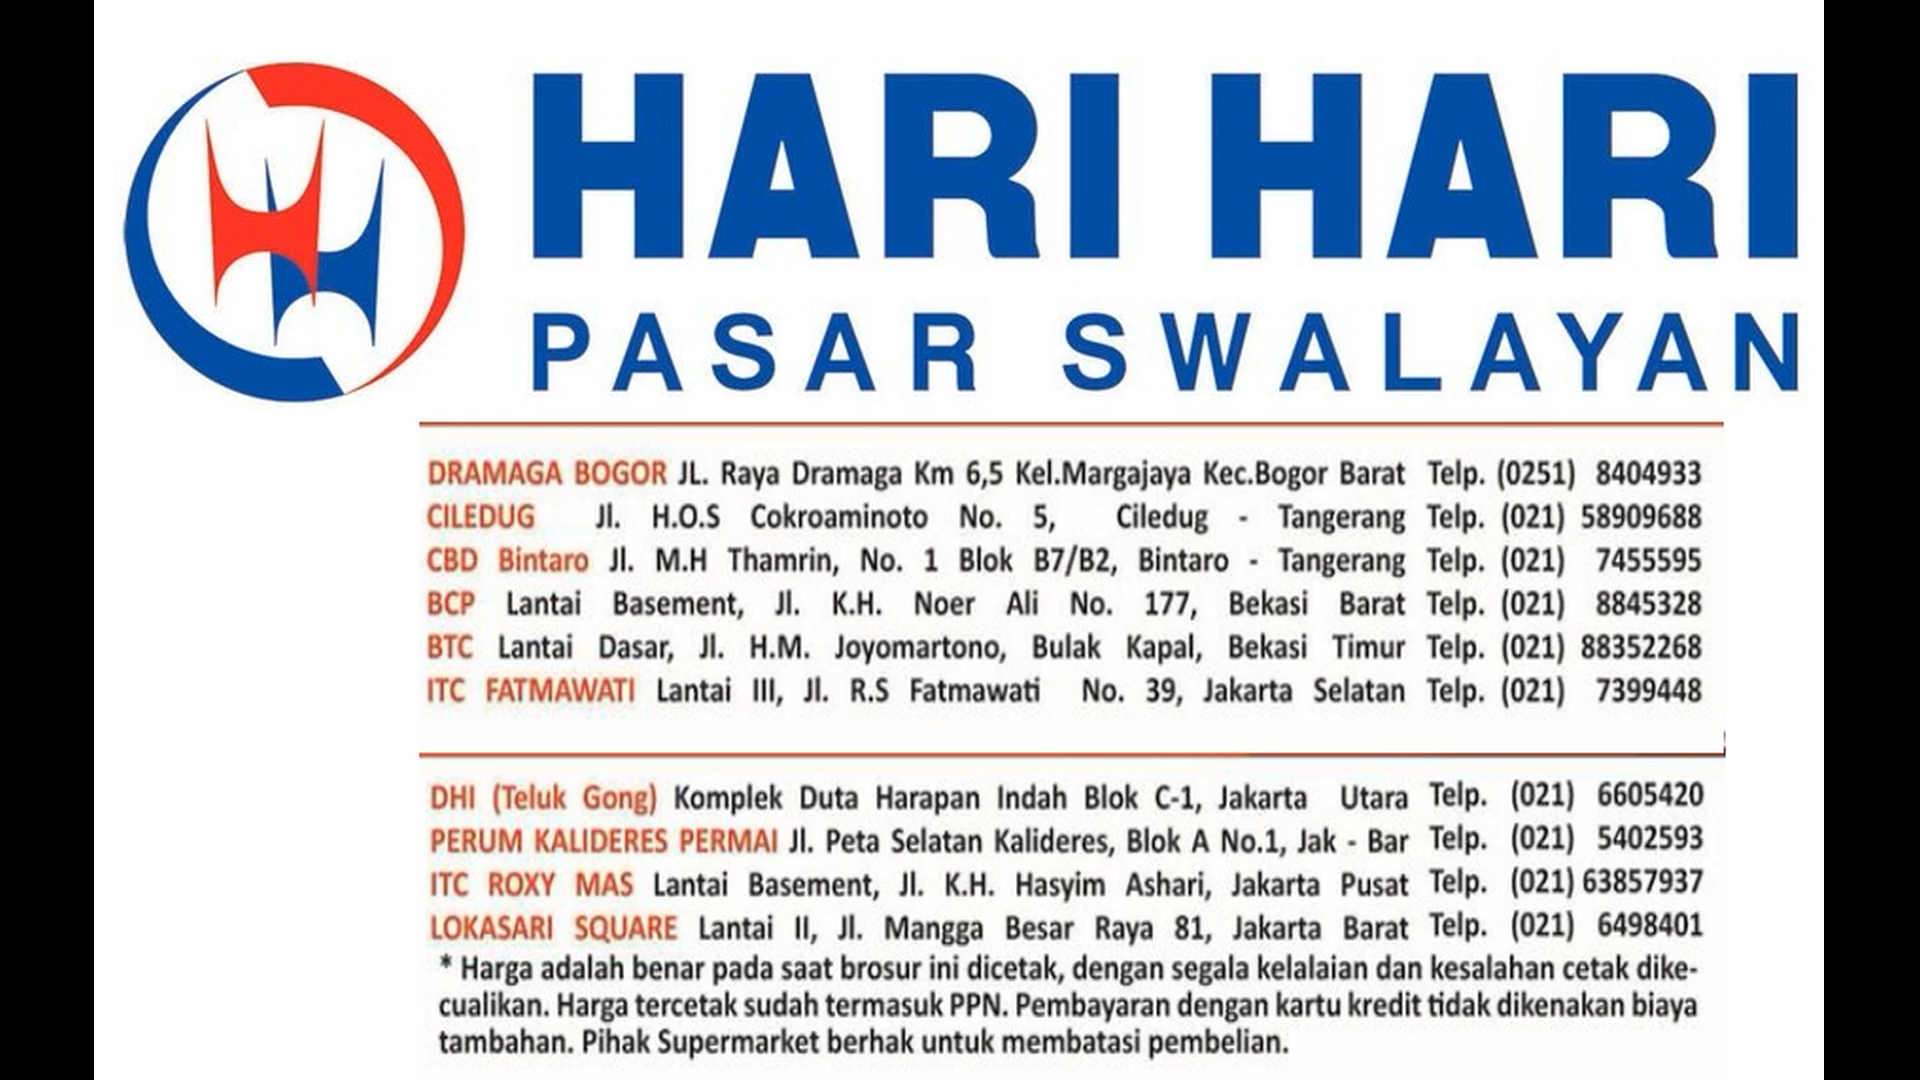 HARI HARI
PASAR SWALAYAN
DRAMAGA BOGOR JL. Raya Dramaga Km 6,5 Kel.Margajaya Kec.Bogor Barat Telp. (0251) 8404933
CILEDUG Jl. H.O.S Cokroaminoto No. 5, Ciledug - Tangerang Telp. (021) 58909688
CBD Bintaro Jl. M.H Thamrin, No. 1 Blok B7/B2, Bintaro - Tangerang Telp. (021) 7455595
BCP Lantai Basement, Jl. K.H. Noer Ali No. 177, Bekasi Barat Telp. (021) 8845328
BTC Lantai Dasar, Jl. H.M. Joyomartono, Bulak Kapal, Bekasi Timur Telp. (021) 88352268
ITC FATMAWATI Lantai III, Jl. R.S Fatmawati No. 39, Jakarta Selatan Telp. (021) 7399448
DHI (Teluk Gong) Komplek Duta Harapan Indah Blok C-1, Jakarta Utara Telp. (021) 6605420
PERUM KALIDERES PERMAI Jl. Peta Selatan Kalideres, Blok A No.1, Jak - Bar Telp. (021) 5402593
ITC ROXY MAS Lantai Basement, Jl. K.H. Hasyim Ashari, Jakarta Pusat Telp. (021) 63857937
LOKASARI SQUARE Lantai II, Jl. Mangga Besar Raya 81, Jakarta Barat Telp. (021) 6498401
* Harga adalah benar pada saat brosur ini dicetak, dengan segala kelalaian dan kesalahan cetak dike-
cualikan. Harga tercetak sudah termasuk PPN. Pembayaran dengan kartu kredit tidak dikenakan biaya
tambahan. Pihak Supermarket berhak untuk membatasi pembelian.